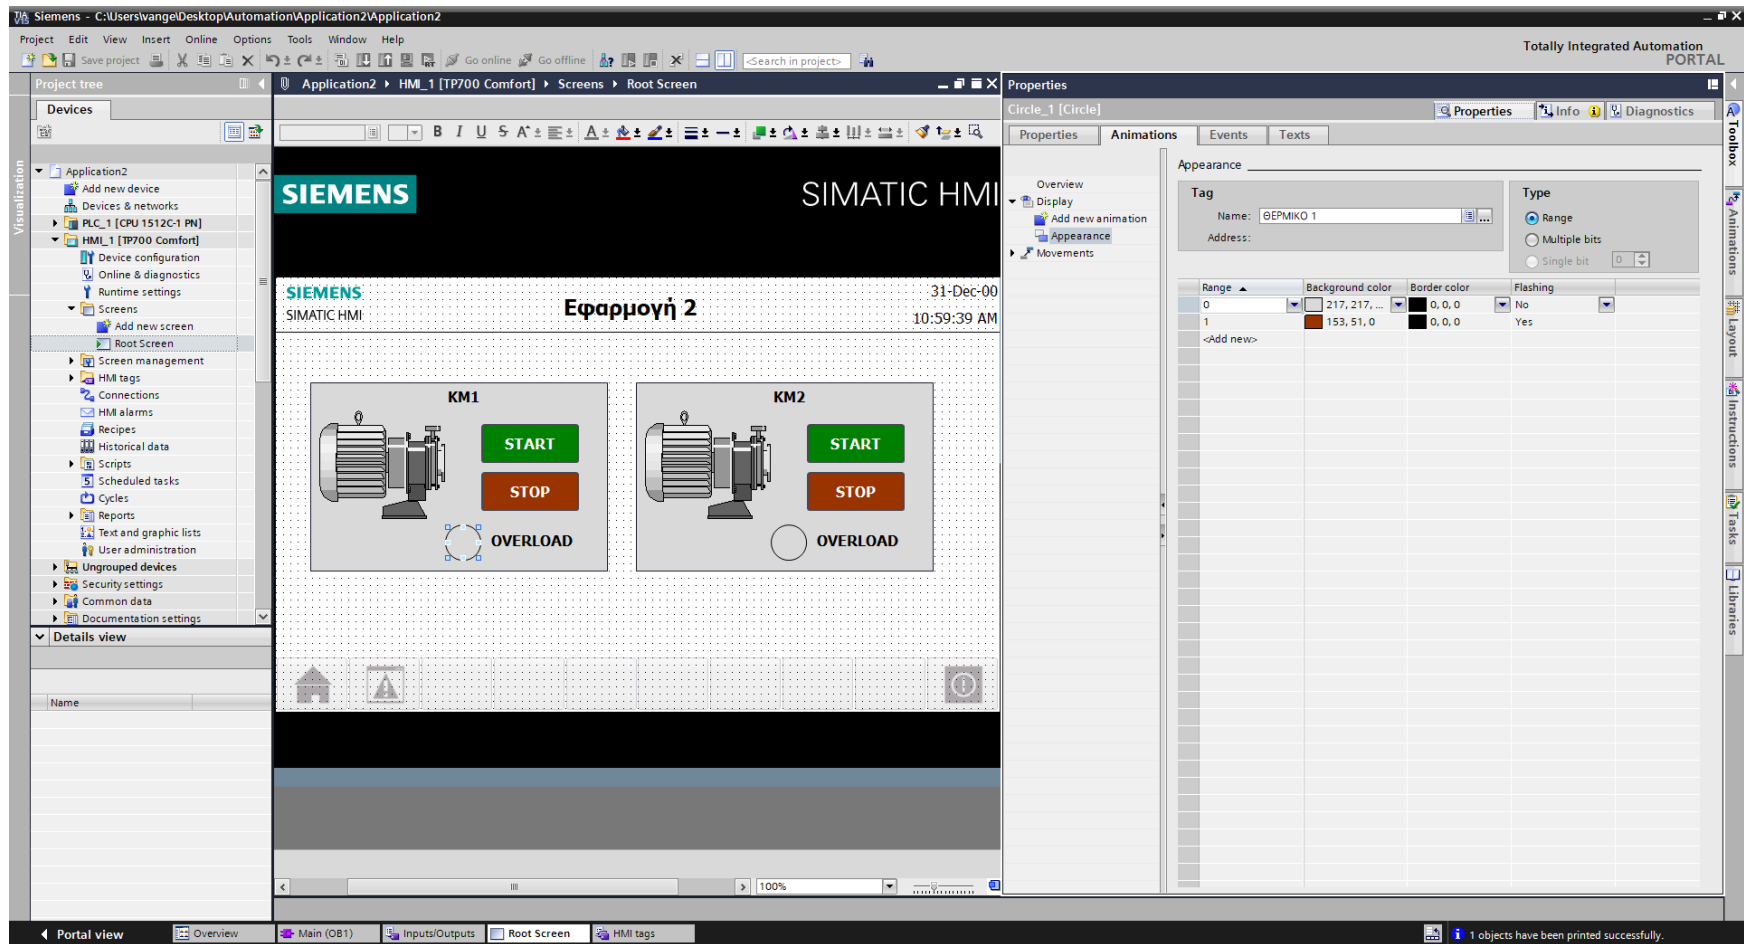 Siemens - C:\Users\vange\Desktop\Automation\Application2\Application2
Project Edit View Insert Online Options Tools Window Help
Totally Integrated Automation
PORTAL
Save project Go online Go offline <Search in project>
Project tree
Devices
Visualization
Application2
Add new device
Devices & networks
PLC_1 [CPU 1512C-1 PN]
HMI_1 [TP700 Comfort]
Device configuration
Online & diagnostics
Runtime settings
Screens
Add new screen
Root Screen
Screen management
HMI tags
Connections
HMI alarms
Recipes
Historical data
Scripts
Scheduled tasks
Cycles
Reports
Text and graphic lists
User administration
Ungrouped devices
Security settings
Common data
Documentation settings
Details view
Name
Application2 HMI_1 [TP700 Comfort] Screens Root Screen
B I U S A A
SIEMENS
SIMATIC HMI
SIEMENS
SIMATIC HMI
Εφαρμογή 2
31-Dec-00
10:59:39 AM
KM1
START
STOP
OVERLOAD
KM2
START
STOP
OVERLOAD
100%
Properties
Circle_1 [Circle]
Properties Info Diagnostics
Properties Animations Events Texts
Overview
Display
Add new animation
Appearance
Movements
Appearance
Tag
Name: ΘΕΡΜΙΚΟ 1
Address:
Type
Range
Multiple bits
Single bit 0
Range Background color Border color Flashing
0 217, 217, ... 0, 0, 0 No
1 153, 51, 0 0, 0, 0 Yes
<Add new>
Toolbox
Animations
Layout
Instructions
Tasks
Libraries
Portal view Overview Main (OB1) Inputs/Outputs Root Screen HMI tags
1 objects have been printed successfully.